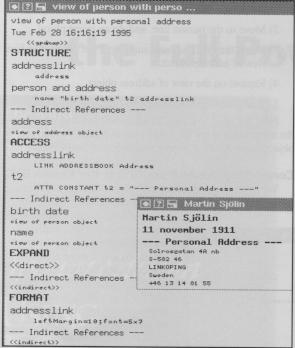 view of person with perso ...
view of person with personal address
Tue Feb 28 16:16:19 1995
<<grdmap>>
STRUCTURE
addresslink
address
person and address
name "birth date" t2 addresslink
--- Indirect References ---
address
view of address object
ACCESS
addresslink
LINK ADDRESSBOOK Address
t2
ATTR CONSTANT t2 = "--- Personal Address ---"
--- Indirect References --
birth date
view of person object
name
view of person object
EXPAND
<<direct>>
--- Indirect References --
<<indirect>>
FORMAT
addresslink
leftMargin=10;font=5x7
--- Indirect References ---
<<indirect>>
Martin Sjölin
Martin Sjölin
11 november 1911
--- Personal Address ---
Solrosgatan 4A nb
S-582 46
LINKOPING
Sweden
+46 13 14 01 55